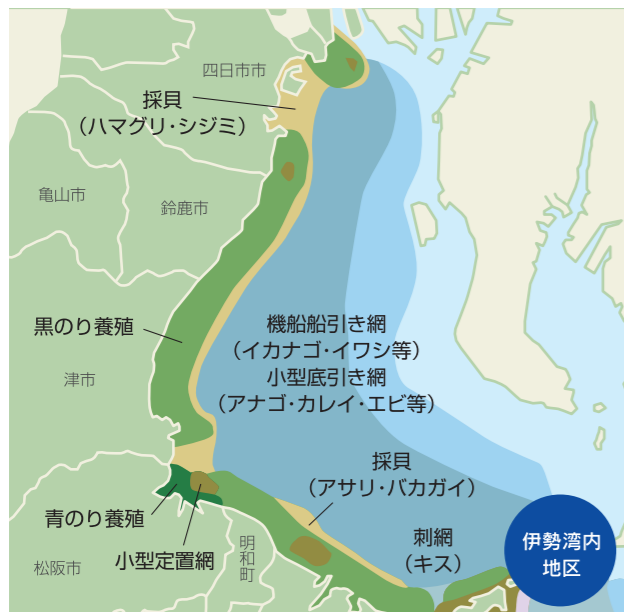 四日市市
採貝
（ハマグリ・シジミ）
亀山市
鈴鹿市
黒のり養殖
機船船引き網
（イカナゴ・イワシ等）
小型底引き網
（アナゴ・カレイ・エビ等）
津市
採貝
（アサリ・バカガイ）
青のり養殖
小型定置網
明和町
刺網
（キス）
伊勢湾内
地区
松阪市